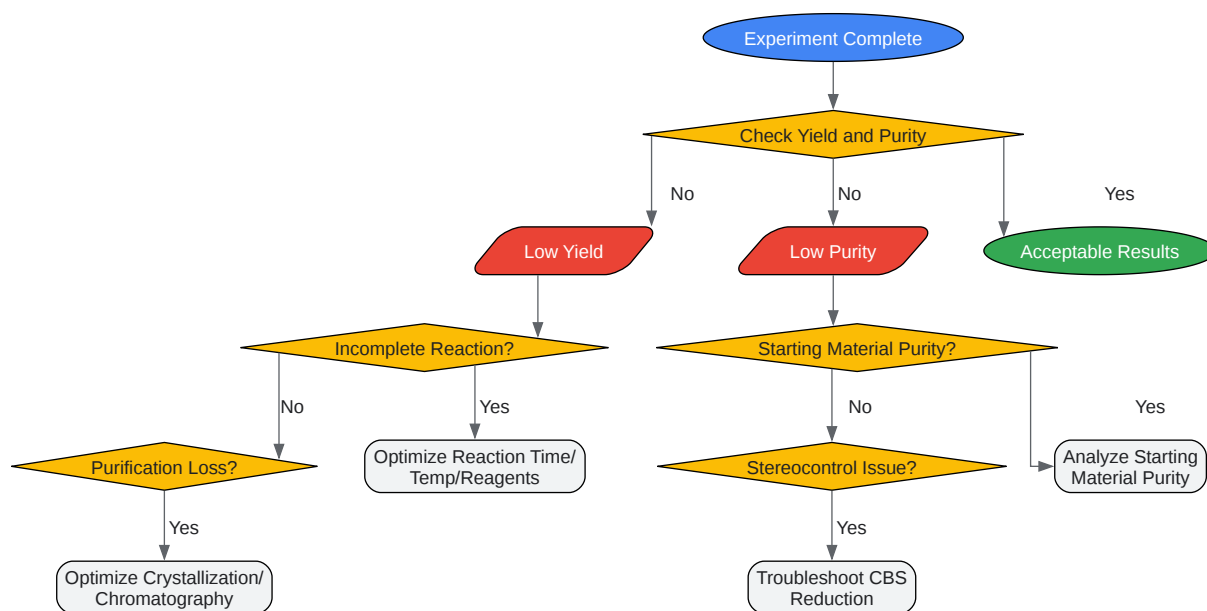 Experiment Complete
Check Yield and Purity
No
No
Yes
Low Yield
Low Purity
Acceptable Results
Incomplete Reaction?
Starting Material Purity?
No
Yes
No
Yes
Purification Loss?
Optimize Reaction Time/
Temp/Reagents
Stereocontrol Issue?
Analyze Starting
Material Purity
Yes
Yes
Optimize Crystallization/
Chromatography
Troubleshoot CBS
Reduction